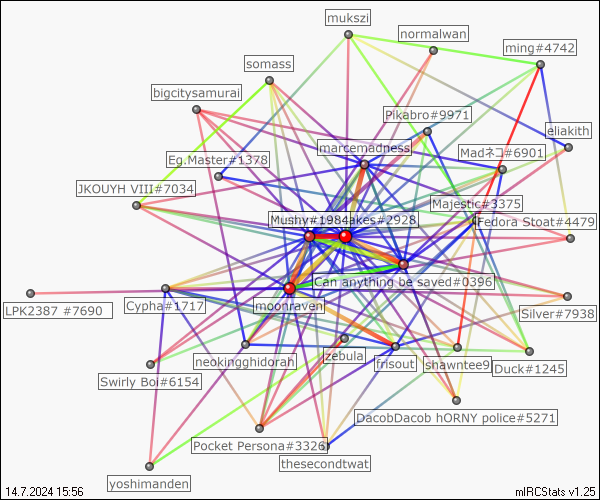 mukszi
normalwan
ming#4742
somass
bigcitysamurai
Pikabro#9971
eliakith
marcemadness
Madネコ#6901
Eg.Master#1378
JKOUYH VIII#7034
Majestic#3375
Mushy#1984
akes#2928
Fedora Stoat#4479
Can anything be saved#0396
LPK2387 #7690
Cypha#1717
moonraven
Silver#7938
neokingghidorah
zebula
frisout
shawntee9
Duck#1245
Swirly Boi#6154
DacobDacob hORNY police#5271
Pocket Persona#3326
thesecondtwat
yoshimanden
14.7.2024 15:56
mIRCStats v1.25